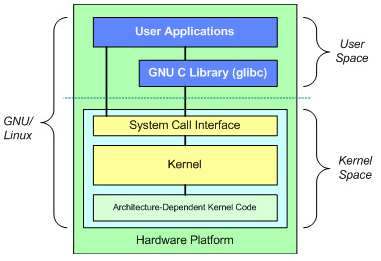 User Applications
User
Space
GNU C Library (glibc)
GNU/
Linux
System Call Interface
Kernel
Kernel
Space
Architecture-Dependent Kernel Code
Hardware Platform